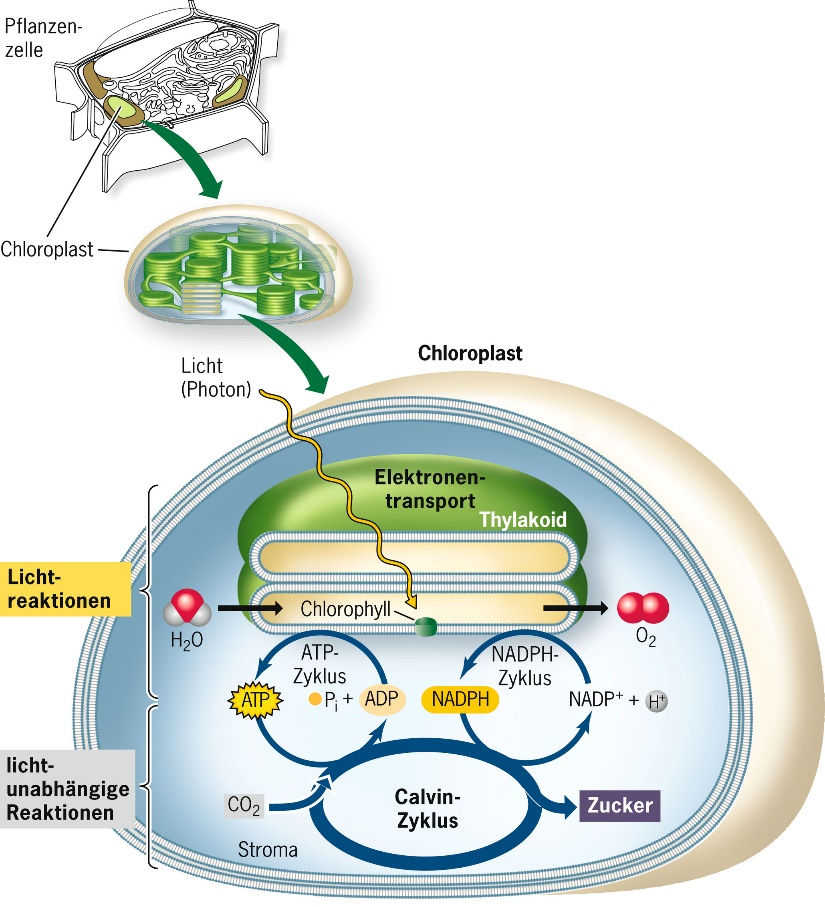 Pflanzen-
zelle
Chloroplast
Licht
(Photon)
Chloroplast
Elektronen-
transport
Thylakoid
Licht-
reaktionen
H₂O
Chlorophyll
O₂
ATP-
Zyklus
NADPH-
Zyklus
ATP
Pᵢ + ADP
NADPH
NADP⁺ + H⁺
licht-
unabhängige
Reaktionen
CO₂
Calvin-
Zyklus
Zucker
Stroma